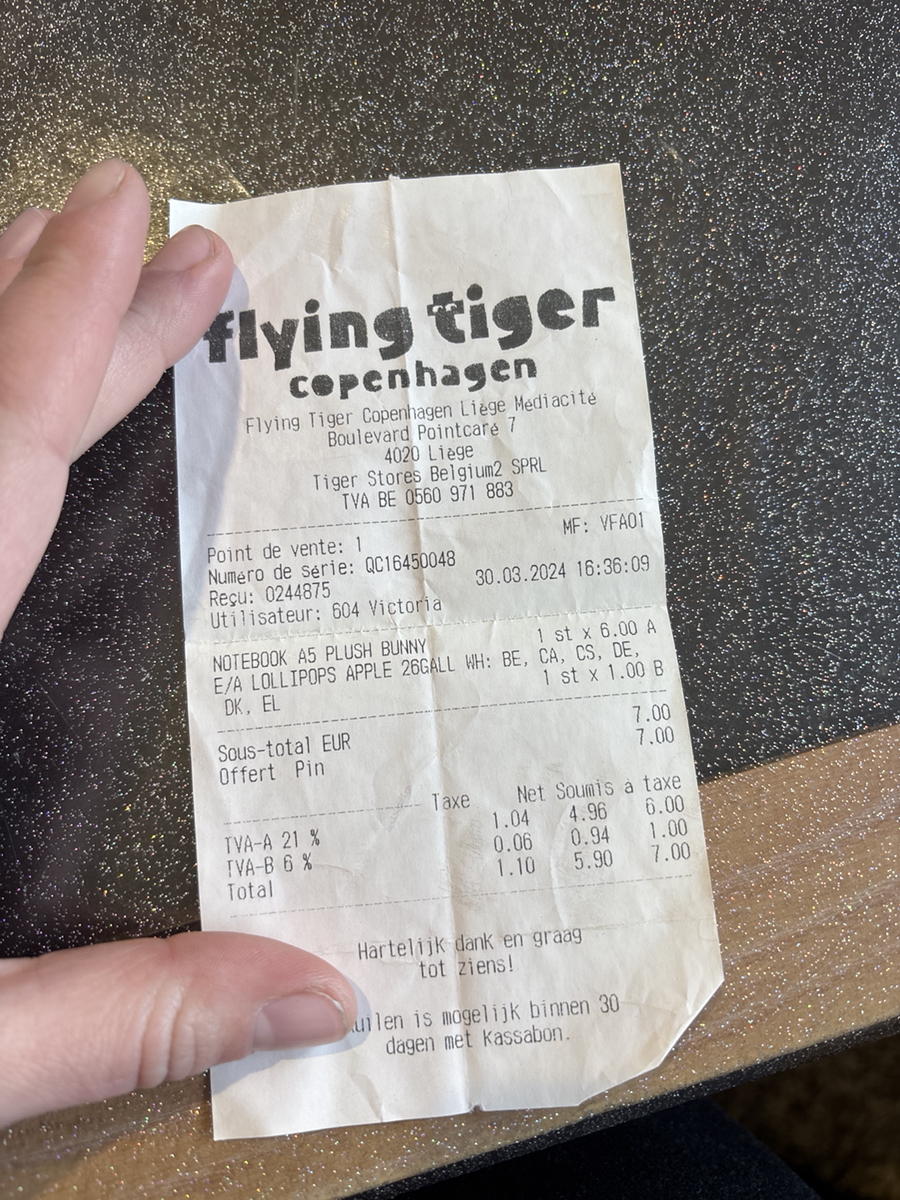 flying tiger
copenhagen
Flying Tiger Copenhagen Liège Médiacité
Boulevard Pointcaré 7
4020 Liège
Tiger Stores Belgium2 SPRL
TVA BE 0560 971 883
MF: YFA01
Point de vente: 1
Numéro de série: QC16450048
Reçu: 0244875 30.03.2024 16:36:09
Utilisateur: 604 Victoria
NOTEBOOK A5 PLUSH BUNNY 1 st x 6.00 A
E/A LOLLIPOPS APPLE 26GALL WH: BE, CA, CS, DE,
DK, EL 1 st x 1.00 B
Sous-total EUR 7.00
Offert Pin 7.00
Taxe Net Soumis à taxe
TVA-A 21 % 1.04 4.96 6.00
TVA-B 6 % 0.06 0.94 1.00
Total 1.10 5.90 7.00
Hartelijk dank en graag
tot ziens!
is mogelijk binnen 30
dagen met kassabon.